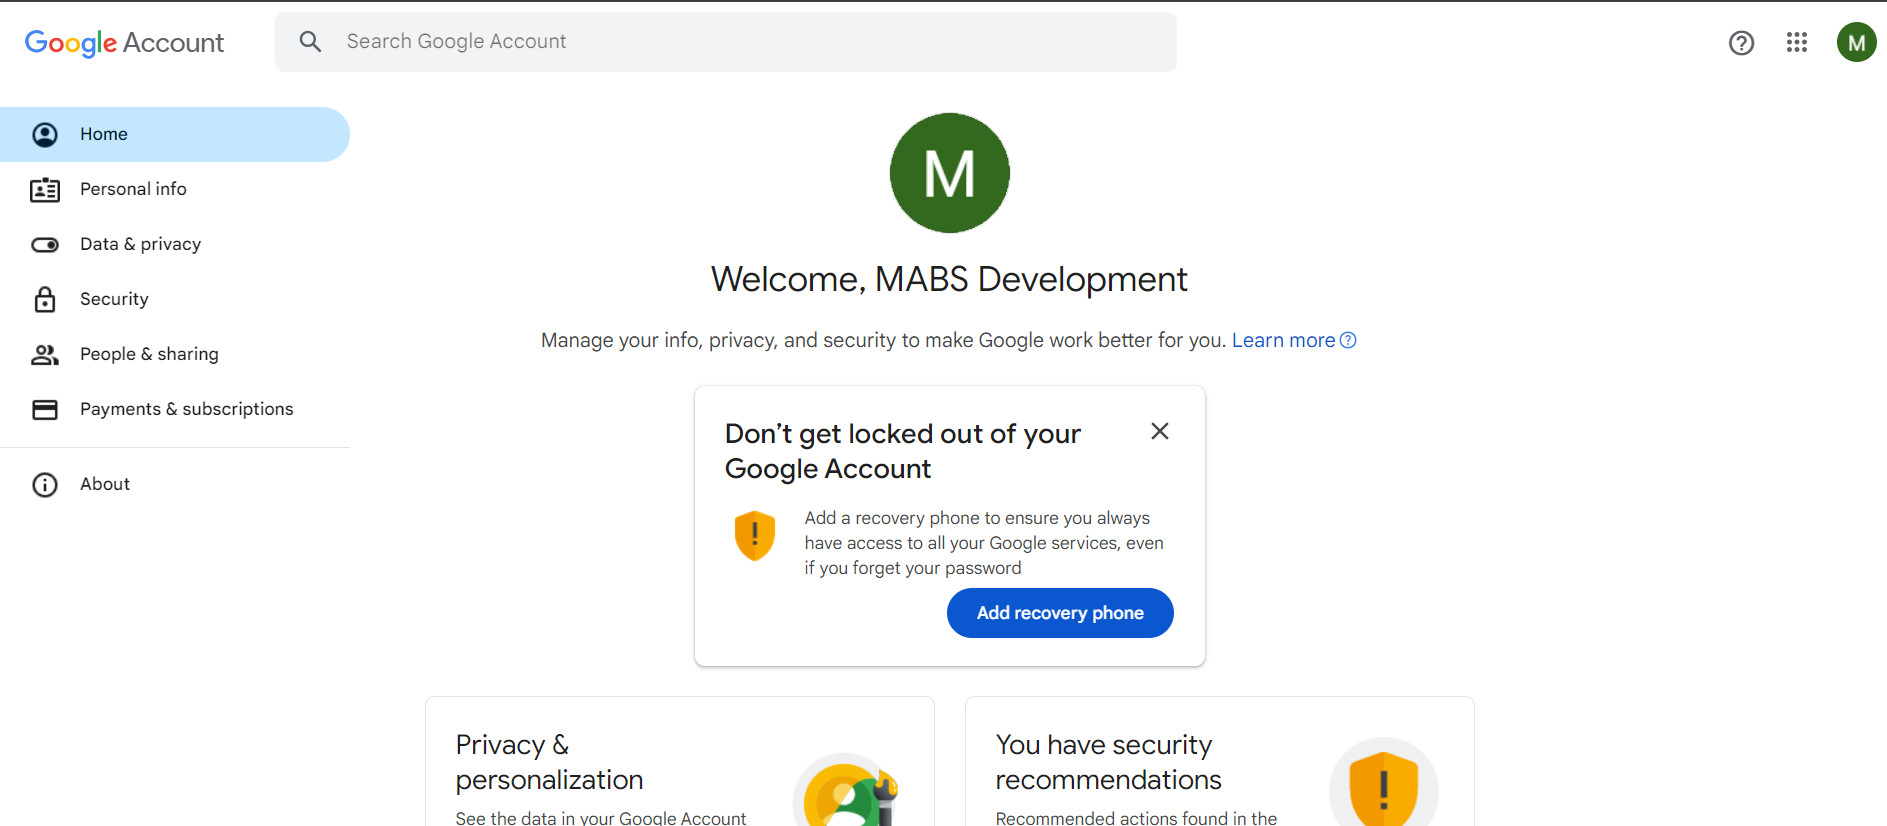 Google Account
Search Google Account
M
Home
Personal info
Data & privacy
Security
People & sharing
Payments & subscriptions
About
M
Welcome, MABS Development
Manage your info, privacy, and security to make Google work better for you. Learn more
Don’t get locked out of your
Google Account
Add a recovery phone to ensure you always
have access to all your Google services, even
if you forget your password
Add recovery phone
Privacy &
personalization
See the data in your Google Account
You have security
recommendations
Recommended actions found in the